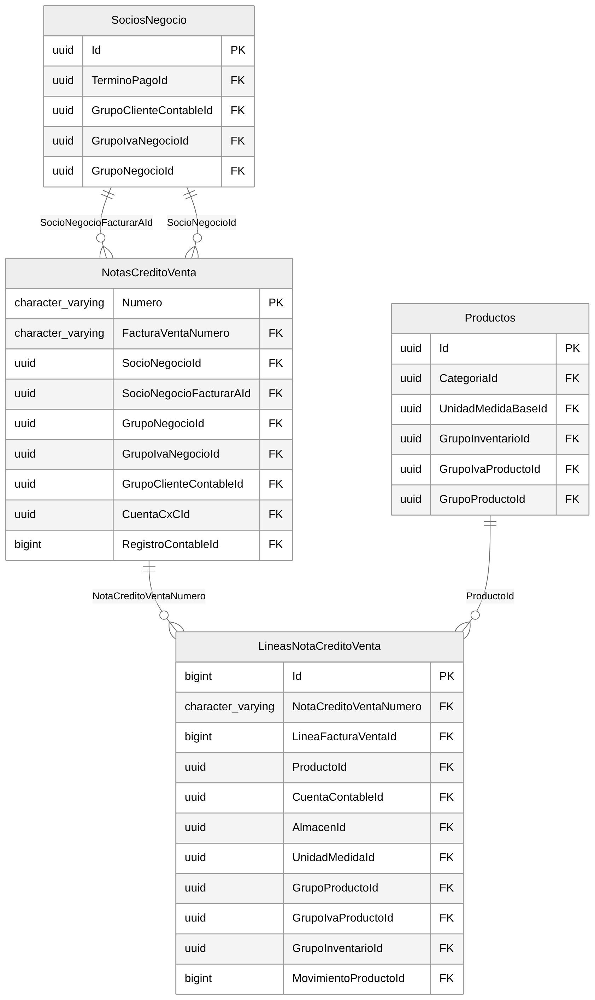 SociosNegocio
uuid Id PK
uuid TerminoPagoId FK
uuid GrupoClienteContableId FK
uuid GrupoIvaNegocioId FK
uuid GrupoNegocioId FK
SocioNegocioFacturarAId
SocioNegocioId
NotasCreditoVenta
character_varying Numero PK
character_varying FacturaVentaNumero FK
uuid SocioNegocioId FK
uuid SocioNegocioFacturarAId FK
uuid GrupoNegocioId FK
uuid GrupoIvaNegocioId FK
uuid GrupoClienteContableId FK
uuid CuentaCxCId FK
bigint RegistroContableId FK
Productos
uuid Id PK
uuid CategoriaId FK
uuid UnidadMedidaBaseId FK
uuid GrupoInventarioId FK
uuid GrupoIvaProductoId FK
uuid GrupoProductoId FK
NotaCreditoVentaNumero
ProductoId
LineasNotaCreditoVenta
bigint Id PK
character_varying NotaCreditoVentaNumero FK
bigint LineaFacturaVentaId FK
uuid ProductoId FK
uuid CuentaContableId FK
uuid AlmacenId FK
uuid UnidadMedidaId FK
uuid GrupoProductoId FK
uuid GrupoIvaProductoId FK
uuid GrupoInventarioId FK
bigint MovimientoProductoId FK